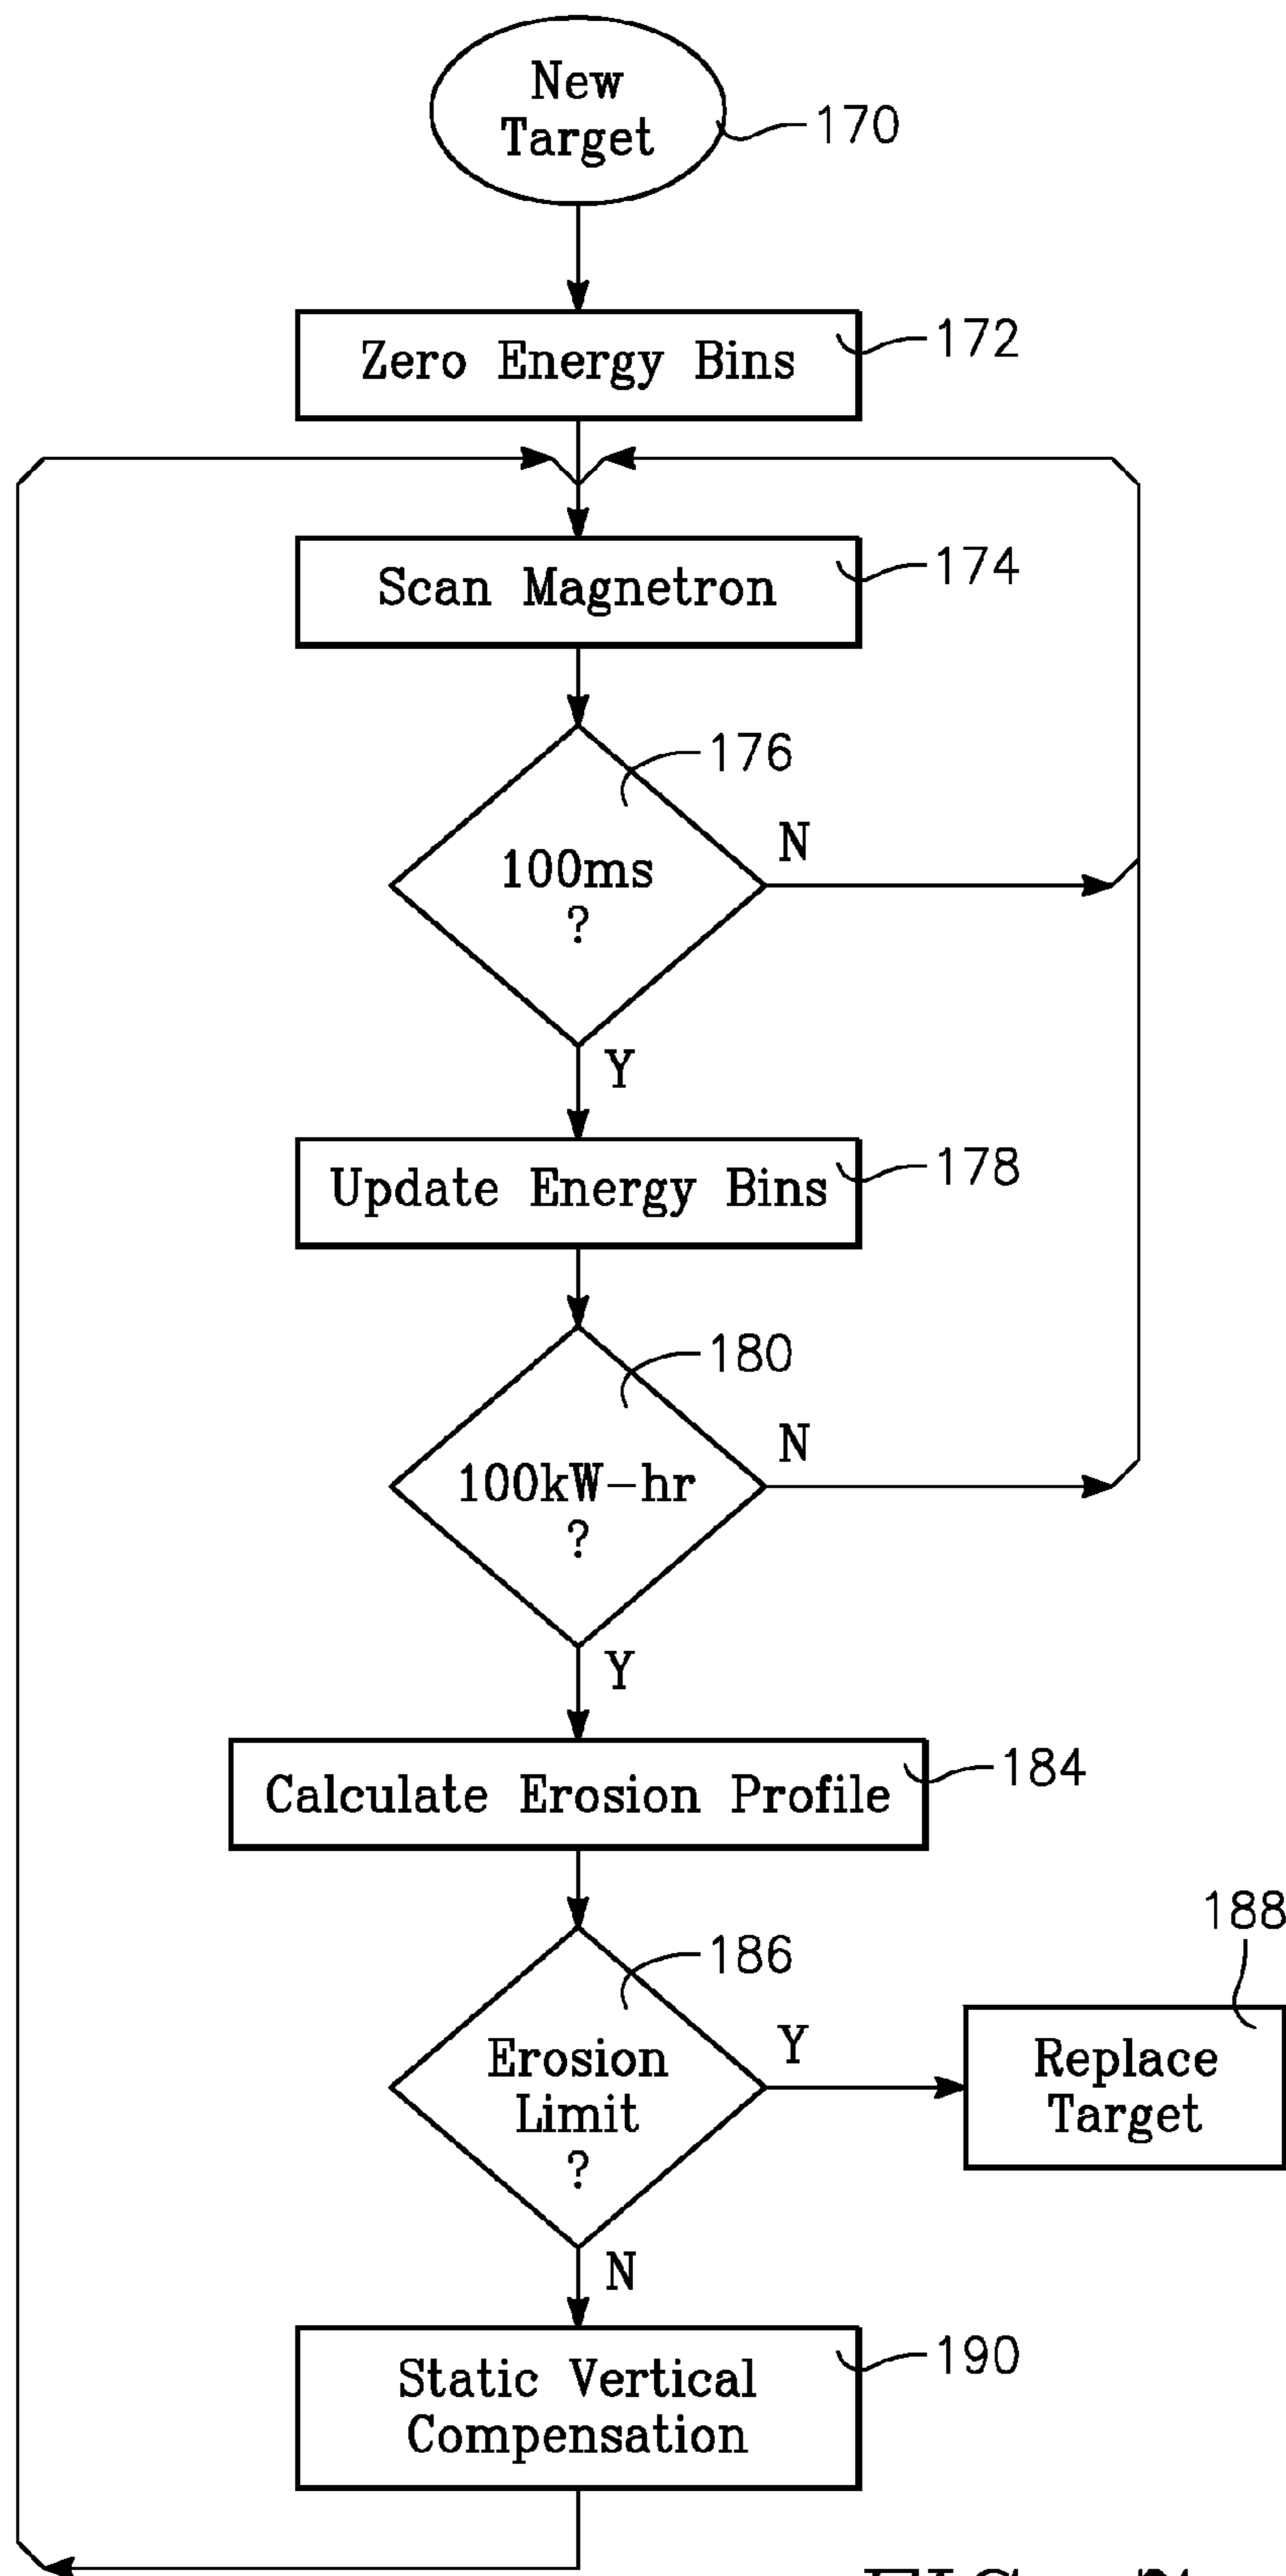 New
Target
170
Zero Energy Bins
172
Scan Magnetron
174
176
100ms
?
N
Y
Update Energy Bins
178
180
100kW-hr
?
N
Y
Calculate Erosion Profile
184
186
188
Erosion
Limit
?
Y
Replace
Target
N
Static Vertical
Compensation
190